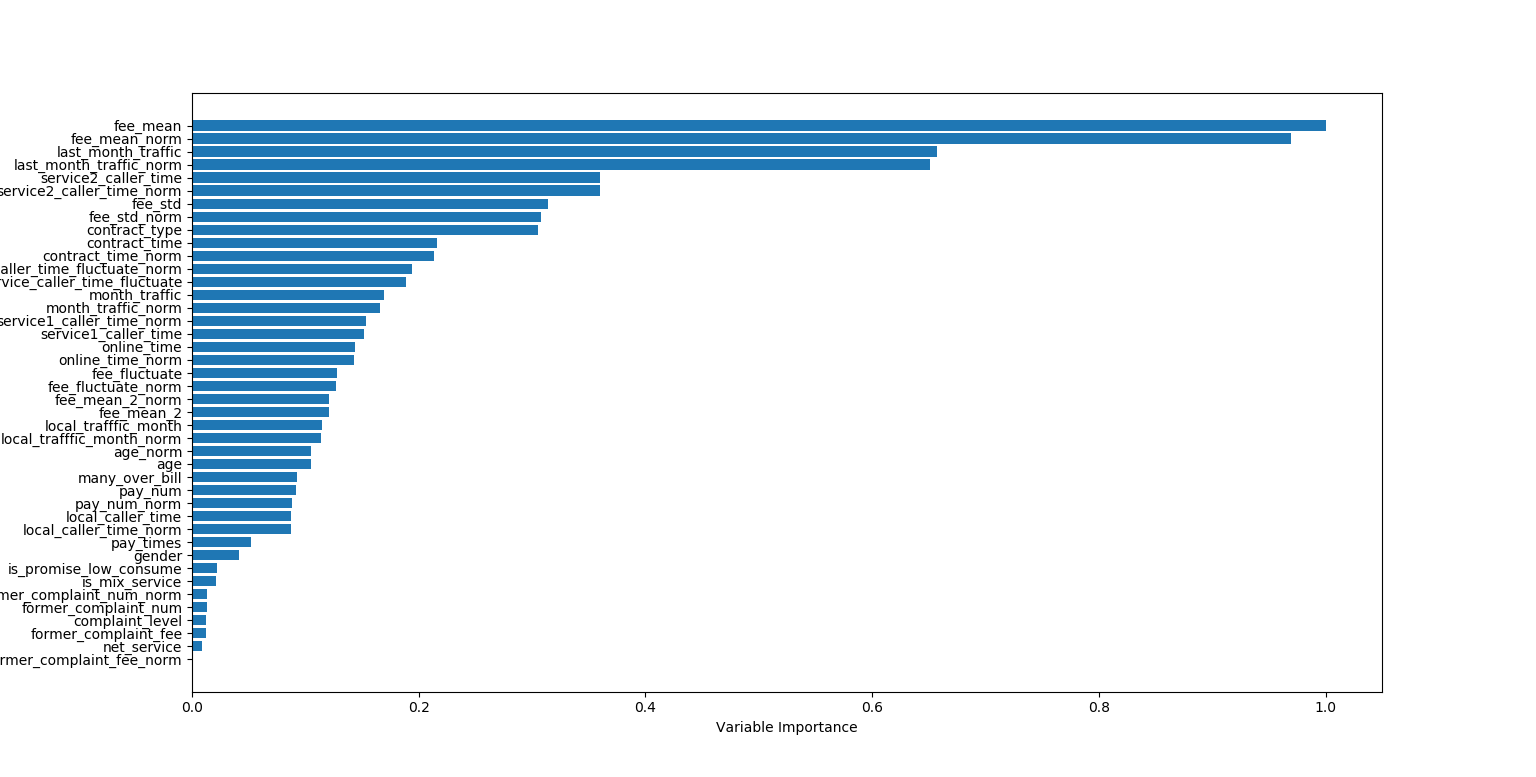 fee_mean
fee_mean_norm
last_month_traffic
last_month_traffic_norm
service2_caller_time
service2_caller_time_norm
fee_std
fee_std_norm
contract_type
contract_time
contract_time_norm
aller_time_fluctuate_norm
rvice_caller_time_fluctuate
month_traffic
month_traffic_norm
service1_caller_time_norm
service1_caller_time
online_time
online_time_norm
fee_fluctuate
fee_fluctuate_norm
fee_mean_2_norm
fee_mean_2
local_trafffic_month
local_trafffic_month_norm
age_norm
age
many_over_bill
pay_num
pay_num_norm
local_caller_time
local_caller_time_norm
pay_times
gender
is_promise_low_consume
is_mix_service
mer_complaint_num_norm
former_complaint_num
complaint_level
former_complaint_fee
net_service
rmer_complaint_fee_norm
0.0 0.2 0.4 0.6 0.8 1.0
Variable Importance